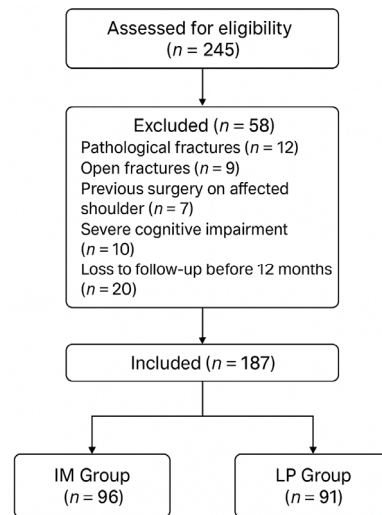 Assessed for eligibility
(n = 245)
Excluded (n = 58)
Pathological fractures (n = 12)
Open fractures (n = 9)
Previous surgery on affected
shoulder (n = 7)
Severe cognitive impairment
(n = 10)
Loss to follow-up before 12 months
(n = 20)
Included (n = 187)
IM Group
(n = 96)
LP Group
(n = 91)